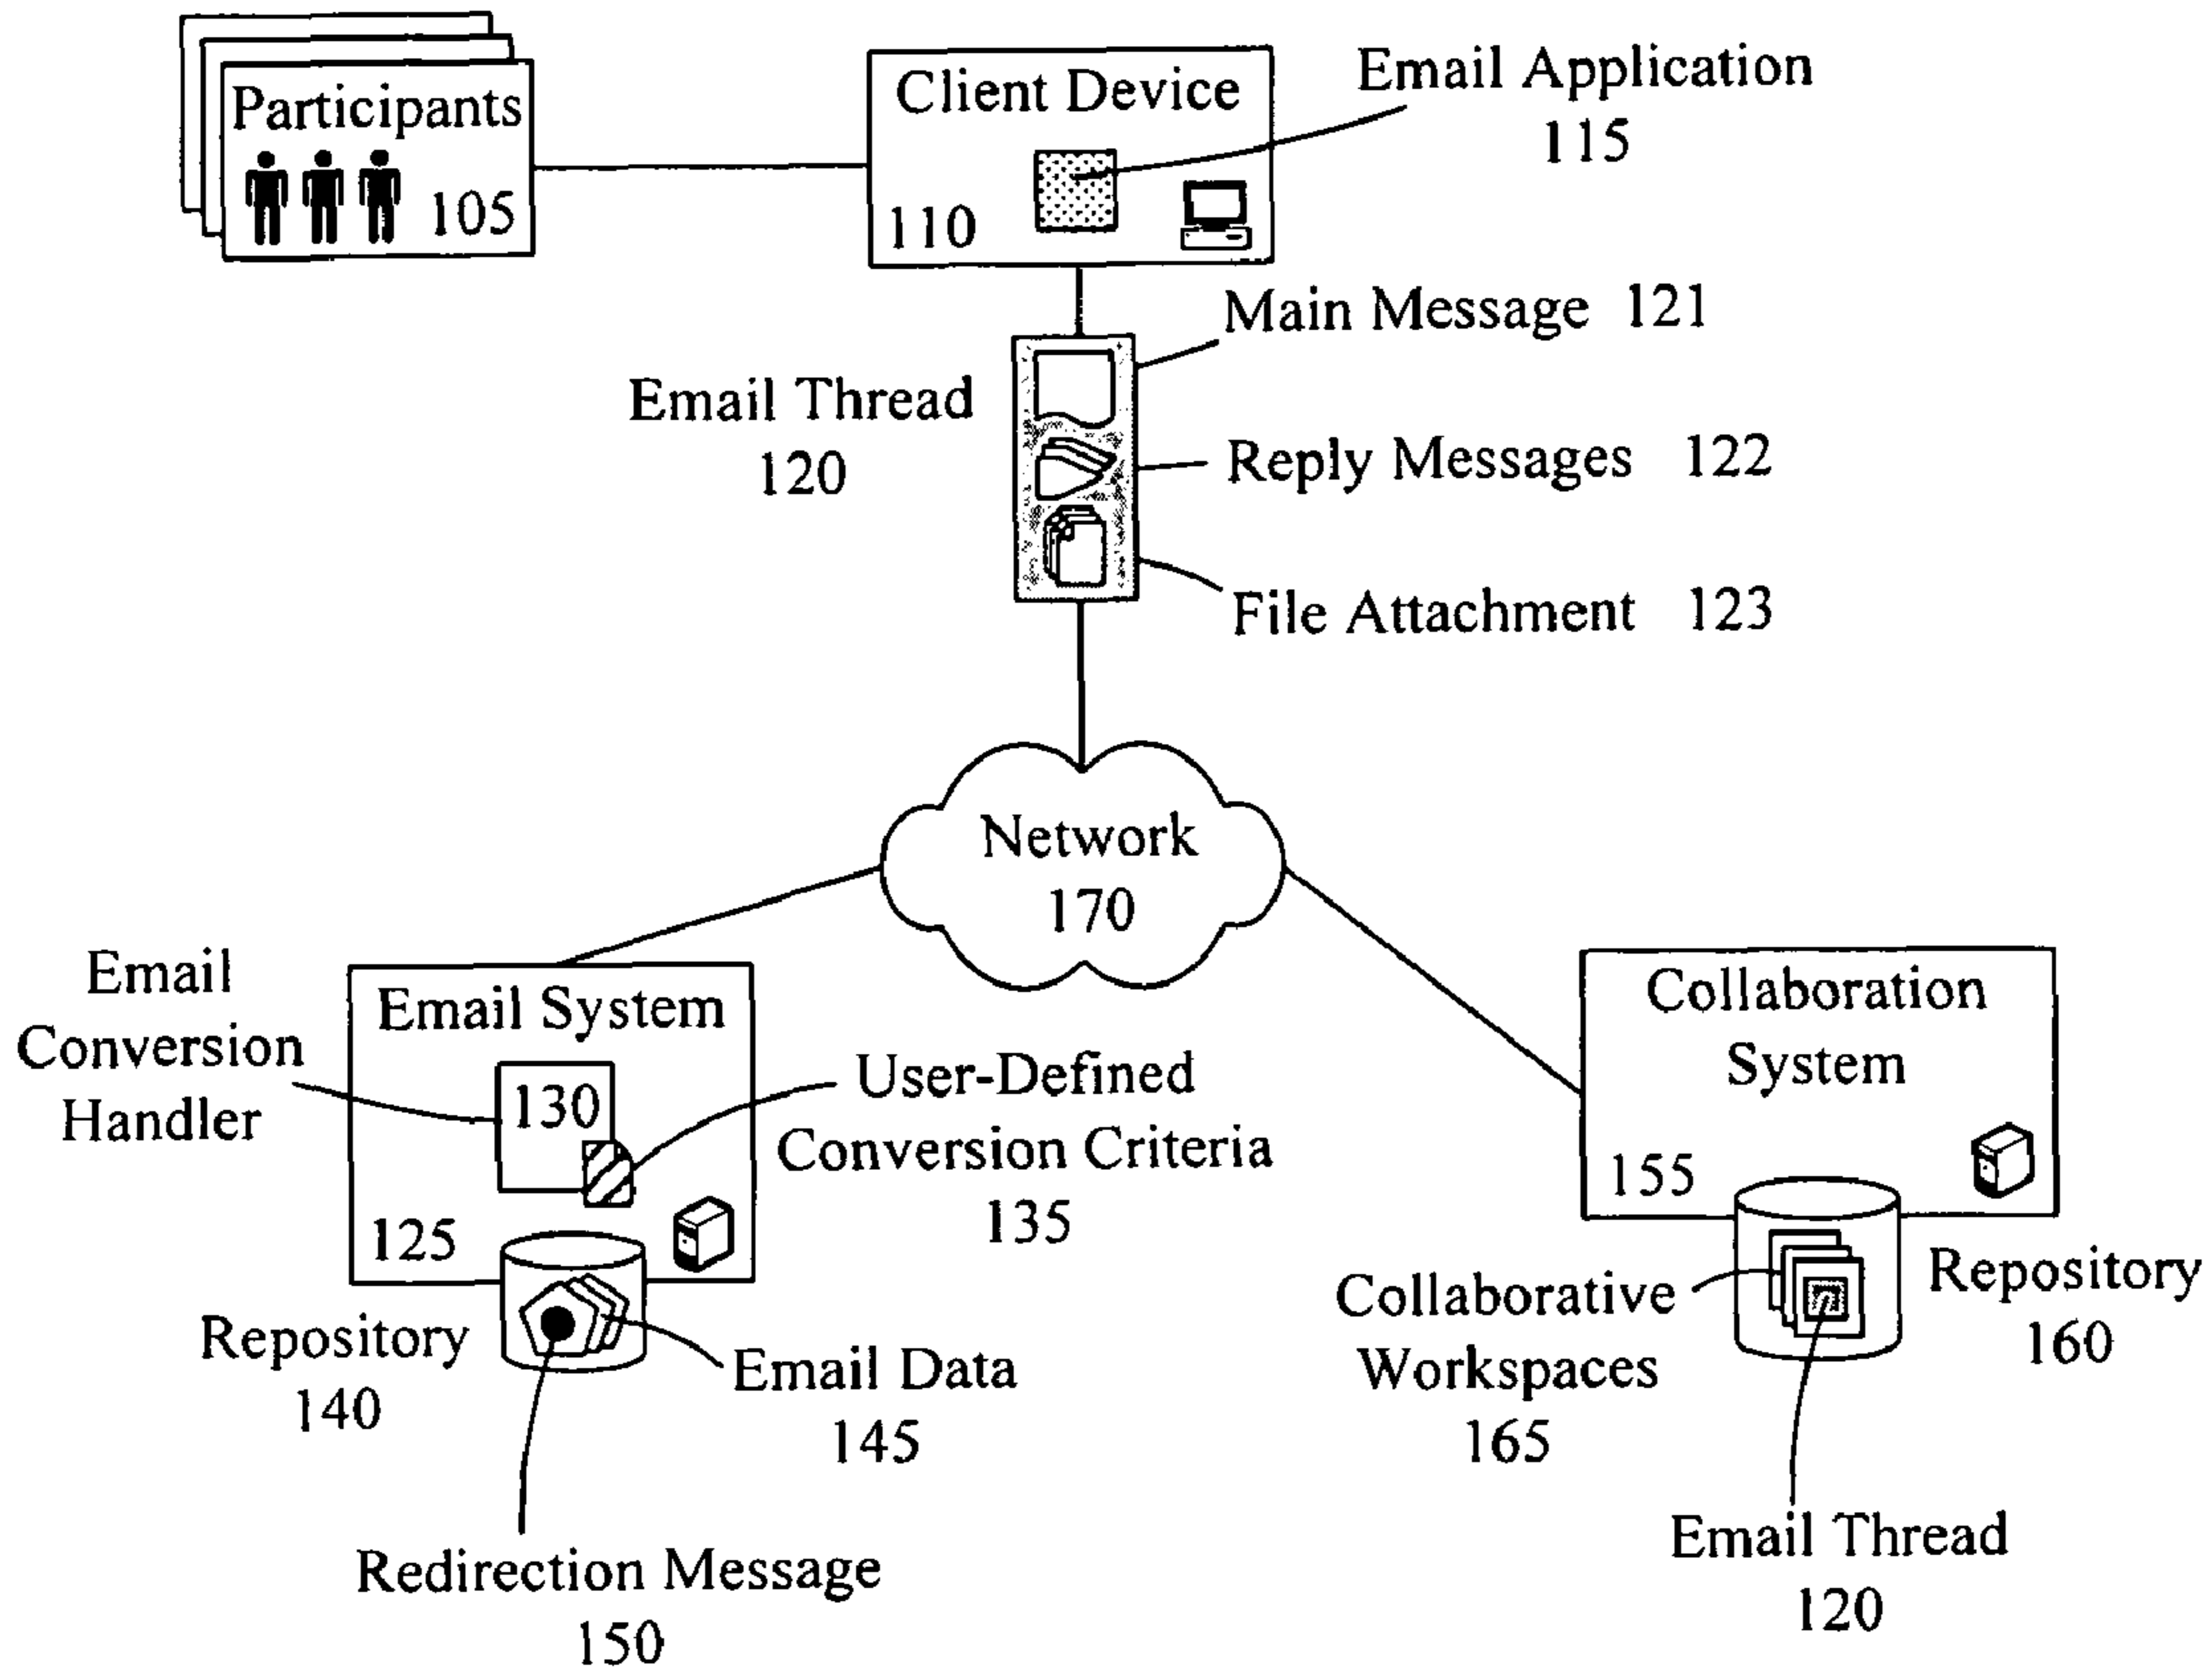 Participants
105
Client Device
110
Email Application
115
Main Message 121
Email Thread
120
Reply Messages 122
File Attachment 123
Network
170
Email
Conversion
Handler
Email System
130
125
User-Defined
Conversion Criteria
135
Repository
140
Email Data
145
Redirection Message
150
Collaboration
System
155
Collaborative
Workspaces
165
Repository
160
Email Thread
120